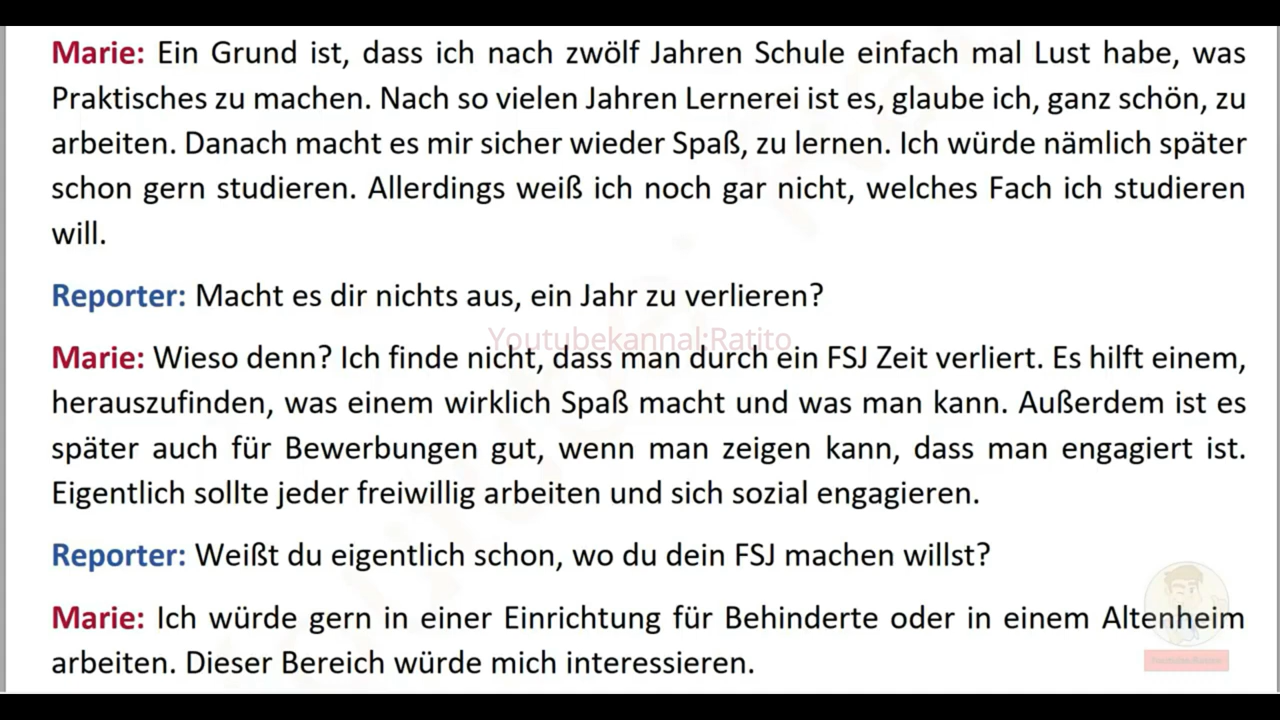 Marie: Ein Grund ist, dass ich nach zwölf Jahren Schule einfach mal Lust habe, was
Praktisches zu machen. Nach so vielen Jahren Lernerei ist es, glaube ich, ganz schön, zu
arbeiten. Danach macht es mir sicher wieder Spaß, zu lernen. Ich würde nämlich später
schon gern studieren. Allerdings weiß ich noch gar nicht, welches Fach ich studieren
will.
Reporter: Macht es dir nichts aus, ein Jahr zu verlieren?
Youtubekannal:Ratito
Marie: Wieso denn? Ich finde nicht, dass man durch ein FSJ Zeit verliert. Es hilft einem,
herauszufinden, was einem wirklich Spaß macht und was man kann. Außerdem ist es
später auch für Bewerbungen gut, wenn man zeigen kann, dass man engagiert ist.
Eigentlich sollte jeder freiwillig arbeiten und sich sozial engagieren.
Reporter: Weißt du eigentlich schon, wo du dein FSJ machen willst?
Marie: Ich würde gern in einer Einrichtung für Behinderte oder in einem Altenheim
arbeiten. Dieser Bereich würde mich interessieren.